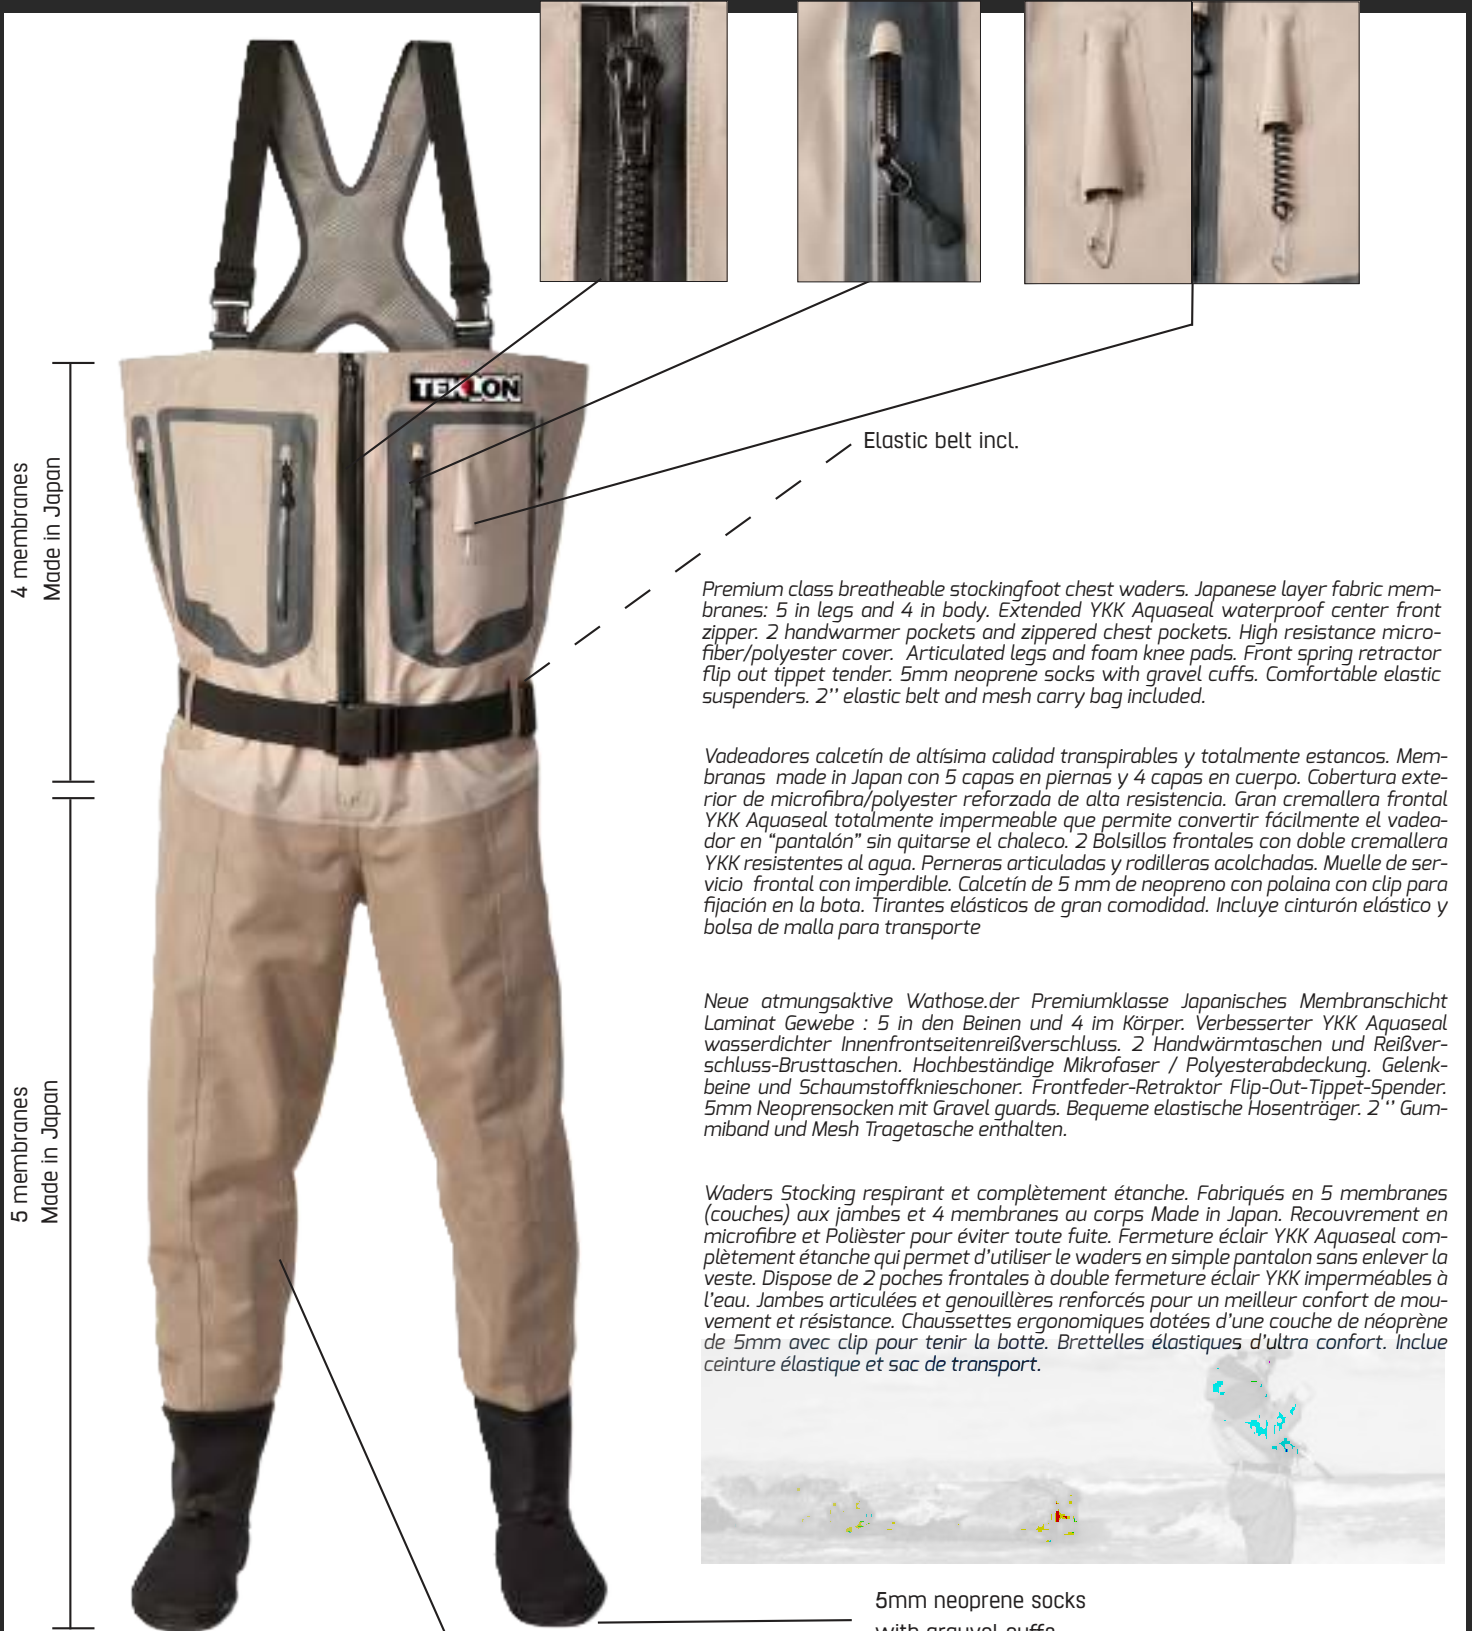 TEKLON
4 membranes
Made in Japan
Elastic belt incl.
Premium class breatheable stockingfoot chest waders. Japanese layer fabric mem-
branes: 5 in legs and 4 in body. Extended YKK Aquaseal waterproof center front
zipper. 2 handwarmer pockets and zippered chest pockets. High resistance micro-
fiber/polyester cover. Articulated legs and foam knee pads. Front spring retractor
flip out tippet tender. 5mm neoprene socks with gravel cuffs. Comfortable elastic
suspenders. 2'' elastic belt and mesh carry bag included.
Vadeadores calcetín de altísima calidad transpirables y totalmente estancos. Mem-
branas made in Japan con 5 capas en piernas y 4 capas en cuerpo. Cobertura exte-
rior de microfibra/polyester reforzada de alta resistencia. Gran cremallera frontal
YKK Aquaseal totalmente impermeable que permite convertir fácilmente el vadea-
dor en “pantalón” sin quitarse el chaleco. 2 Bolsillos frontales con doble cremallera
YKK resistentes al agua. Perneras articuladas y rodilleras acolchadas. Muelle de ser-
vicio frontal con imperdible. Calcetín de 5 mm de neopreno con polaina con clip para
fijación en la bota. Tirantes elásticos de gran comodidad. Incluye cinturón elástico y
bolsa de malla para transporte
Neue atmungsaktive Wathose.der Premiumklasse Japanisches Membranschicht
Laminat Gewebe : 5 in den Beinen und 4 im Körper. Verbesserter YKK Aquaseal
wasserdichter Innenfrontseitenreißverschluss. 2 Handwärmtaschen und Reißver-
schluss-Brusttaschen. Hochbeständige Mikrofaser / Polyesterabdeckung. Gelenk-
beine und Schaumstoffknieschoner. Frontfeder-Retraktor Flip-Out-Tippet-Spender.
5mm Neoprensocken mit Gravel guards. Bequeme elastische Hosenträger. 2 '' Gum-
miband und Mesh Tragetasche enthalten.
5 membranes
Made in Japan
Waders Stocking respirant et complètement étanche. Fabriqués en 5 membranes
(couches) aux jambes et 4 membranes au corps Made in Japan. Recouvrement en
microfibre et Polièster pour éviter toute fuite. Fermeture éclair YKK Aquaseal com-
plètement étanche qui permet d’utiliser le waders en simple pantalon sans enlever la
veste. Dispose de 2 poches frontales à double fermeture éclair YKK imperméables à
l’eau. Jambes articulées et genouillères renforcés pour un meilleur confort de mou-
vement et résistance. Chaussettes ergonomiques dotées d’une couche de néoprène
de 5mm avec clip pour tenir la botte. Brettelles élastiques d’ultra confort. Inclue
ceinture élastique et sac de transport.
5mm neoprene socks
with grauvel cuffs